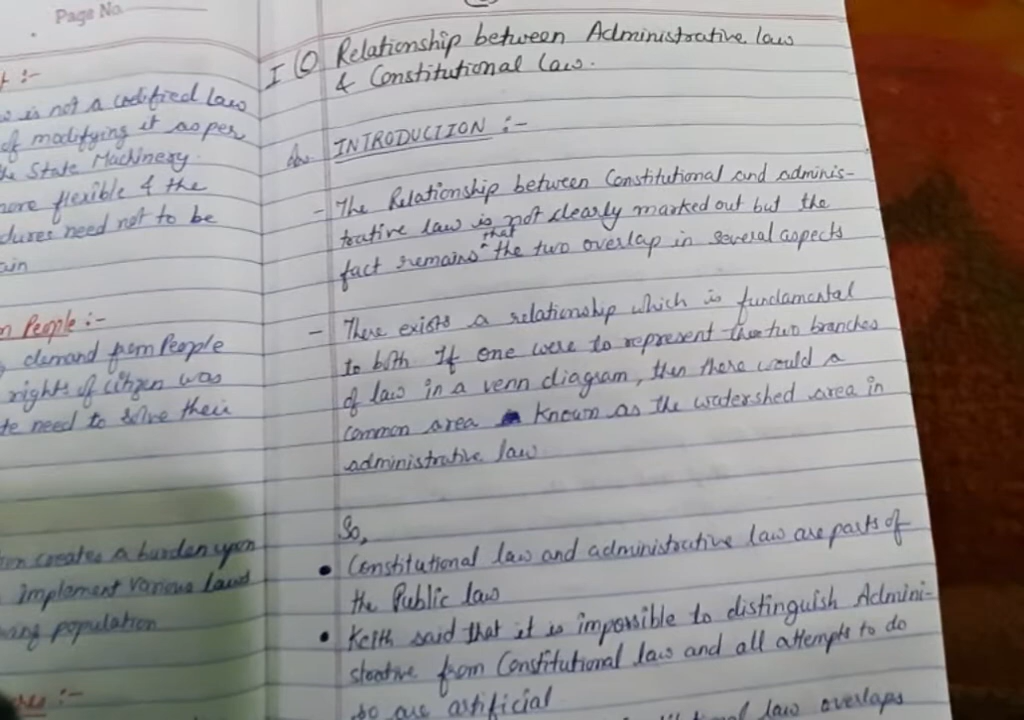 Page No.
:-
is not a codified law
of modifying it as per
State Machinery.
more flexible & the
need not to be
People :-
demand from People
rights of citizen was
need to solve their
creates a burden upon
implement various laws
population
:-
I Relationship between Administrative law
& Constitutional Law.
Ans. INTRODUCTION :-
- The Relationship between Constitutional and adminis-
trative law is not clearly marked out but the
fact remains that the two overlap in several aspects
- There exists a relationship which is fundamental
to both If one were to represent the two branches
of law in a venn diagram, then there would a
common area known as the watershed area in
administrative law
So,
• Constitutional law and administrative law are parts of
the Public law
• Keith said that it is impossible to distinguish Admini-
strative from Constitutional law and all attempts to do
so are artificial
law overlaps